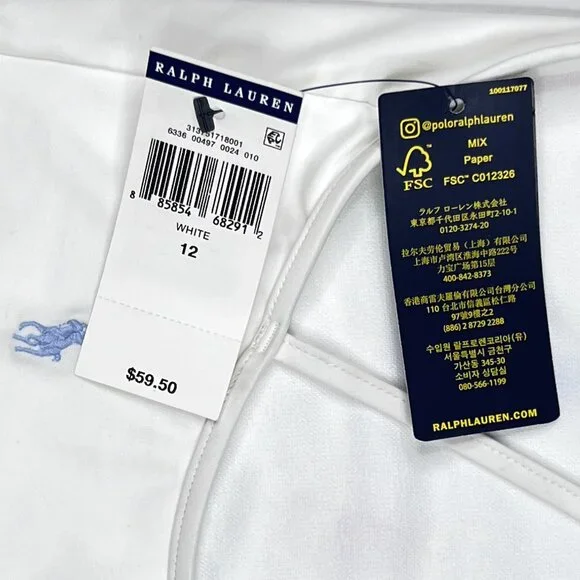 RALPH LAUREN
313751718001
6336 00497 0024 010
8 85854 68291 2
WHITE
12
$59.50
100117077
@poloralphlauren
MIX
Paper
FSC™ C012326
FSC
ラルフ ローレン株式会社
東京都千代田区永田町2-10-1
0120-3274-20
拉尔夫劳伦贸易(上海)有限公司
上海市卢湾区淮海中路222号
力宝广场第15层
400-842-8373
香港商雷夫羅倫有限公司台灣分公司
110 台北市信義區松仁路
97號9樓之2
(886) 2 8729 2288
수입원 랄프로렌코리아(유)
서울특별시 금천구
가산동 345-30
소비자 상담실
080-566-1199
RALPHLAUREN.COM